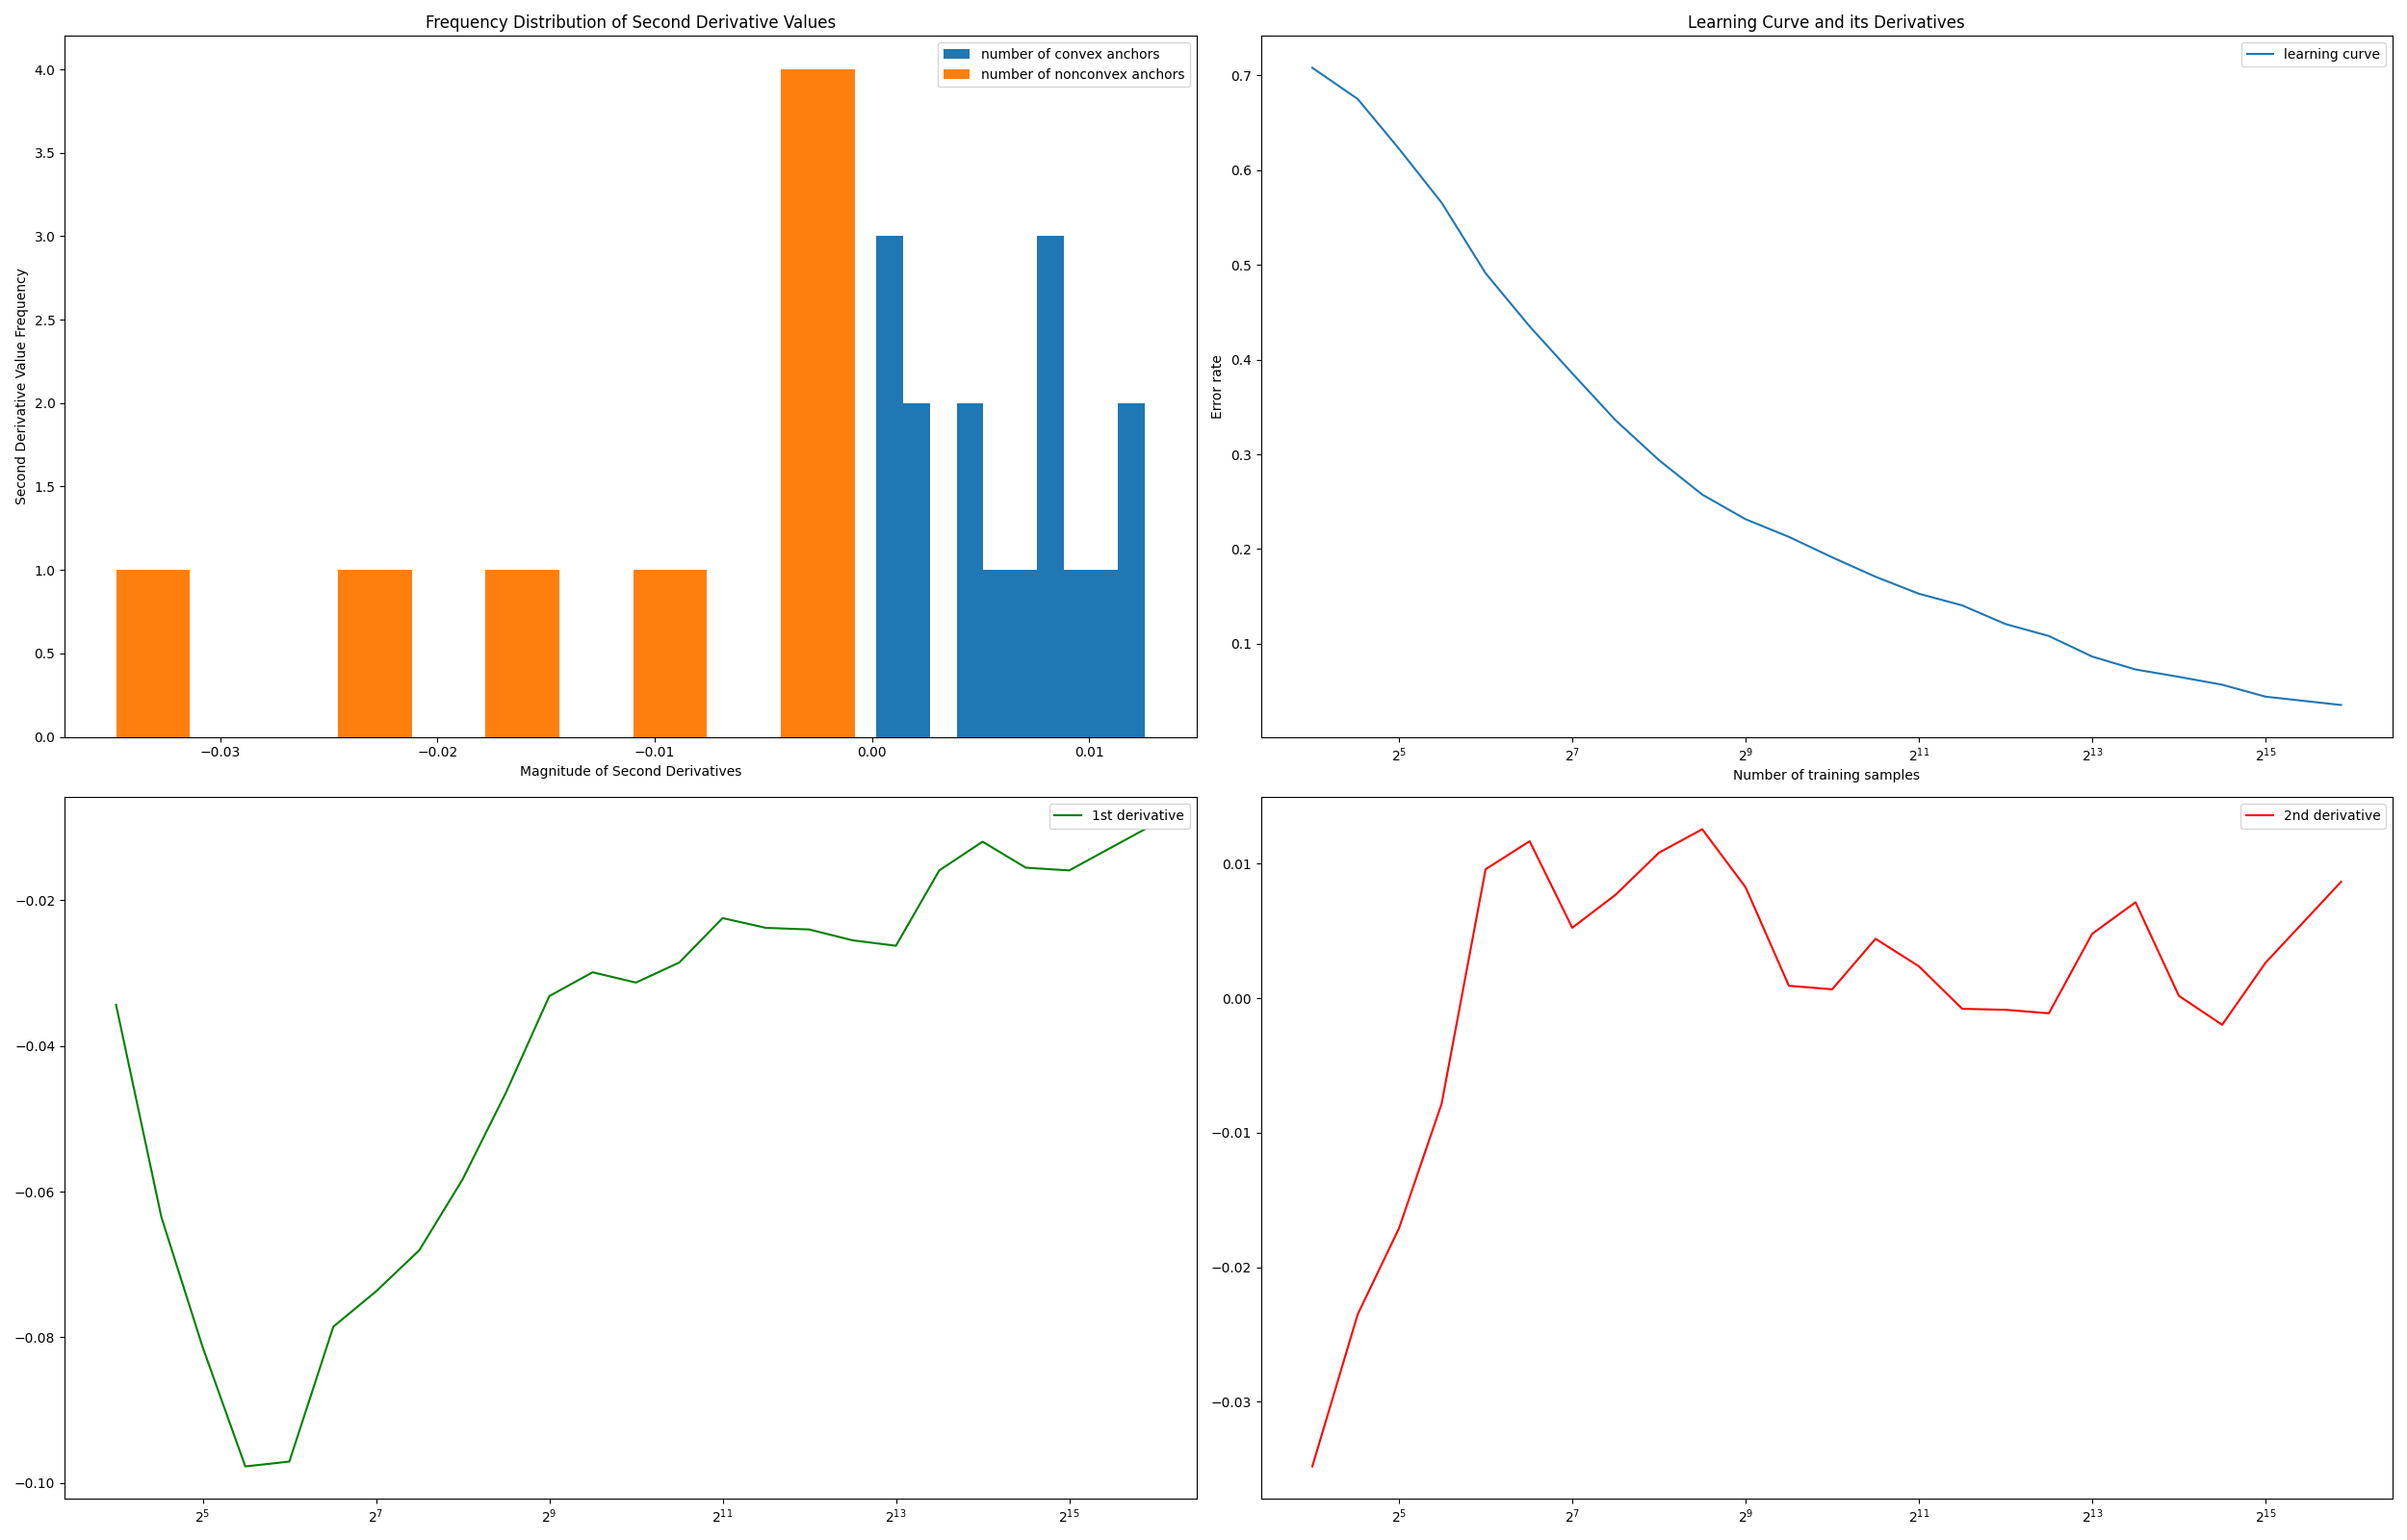 Frequency Distribution of Second Derivative Values
number of convex anchors
number of nonconvex anchors
4.0
3.5
3.0
2.5
2.0
1.5
1.0
0.5
0.0
Second Derivative Value Frequency
−0.03 −0.02 −0.01 0.00 0.01
Magnitude of Second Derivatives
Learning Curve and its Derivatives
learning curve
0.7
0.6
0.5
0.4
0.3
0.2
0.1
Error rate
2⁵ 2⁷ 2⁹ 2¹¹ 2¹³ 2¹⁵
Number of training samples
1st derivative
−0.02
−0.04
−0.06
−0.08
−0.10
2⁵ 2⁷ 2⁹ 2¹¹ 2¹³ 2¹⁵
2nd derivative
0.01
0.00
−0.01
−0.02
−0.03
2⁵ 2⁷ 2⁹ 2¹¹ 2¹³ 2¹⁵